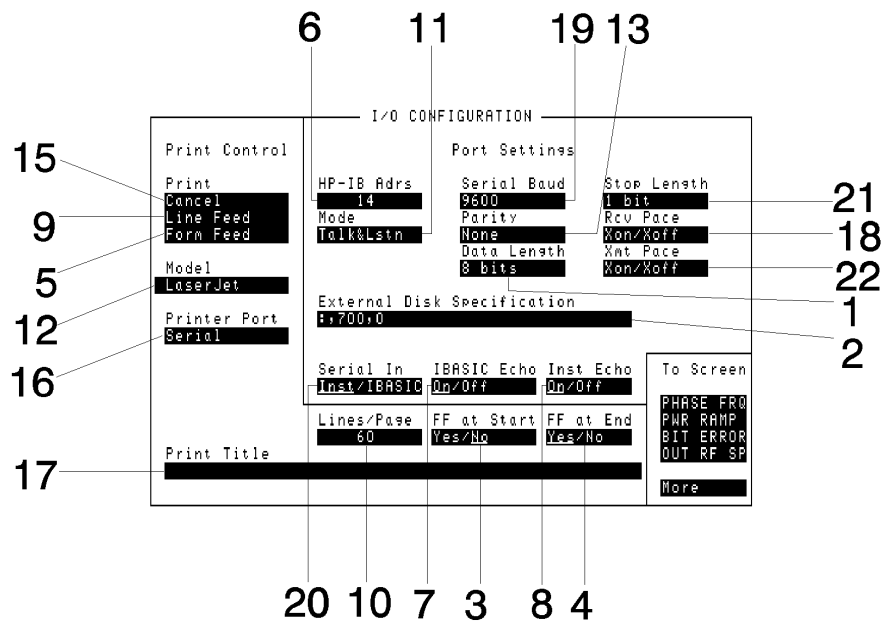 6 11 19 13
I/O CONFIGURATION
Print Control
Port Settings
15
9
5
12
16
17
Print
Cancel
Line Feed
Form Feed
Model
LaserJet
Printer Port
Serial
HP-IB Adrs
14
Mode
Talk&Lstn
Serial Baud
9600
Parity
None
Data Length
8 bits
Stop Length
1 bit
Rcv Pace
Xon/Xoff
Xmt Pace
Xon/Xoff
21
18
22
1
2
External Disk Specification
:,700,0
Serial In
Inst/IBASIC
IBASIC Echo
On/Off
Inst Echo
On/Off
Lines/Page
60
FF at Start
Yes/No
FF at End
Yes/No
Print Title
To Screen
PHASE FRQ
PWR RAMP
BIT ERROR
OUT RF SP
More
20 10 7 3 8 4